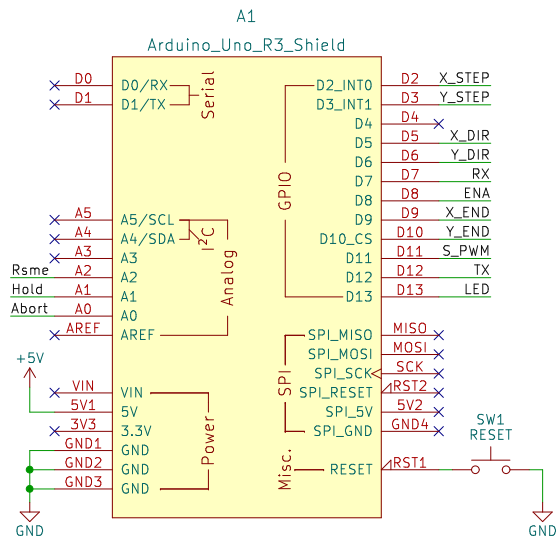 A1
Arduino_Uno_R3_Shield
D0 D0/RX Serial D2_INT0 D2 X_STEP
D1 D1/TX D3_INT1 D3 Y_STEP
D4 D4
D5 D5 X_DIR
D6 D6 Y_DIR
D7 D7 RX
GPIO D8 D8 ENA
A5 A5/SCL D9 D9 X_END
A4 A4/SDA I²C D10_CS D10 Y_END
A3 A3 D11 D11 S_PWM
Rsme A2 A2 Analog D12 D12 TX
Hold A1 A1 D13 D13 LED
Abort A0 A0
AREF AREF SPI_MISO MISO
SPI_MOSI MOSI
+5V SPI_SCK SCK
VIN VIN SPI SPI_RESET RST2
5V1 5V SPI_5V 5V2
3V3 3.3V Power SPI_GND GND4
SW1
RESET
GND1 GND
GND2 GND Misc. RESET RST1
GND3 GND
GND GND